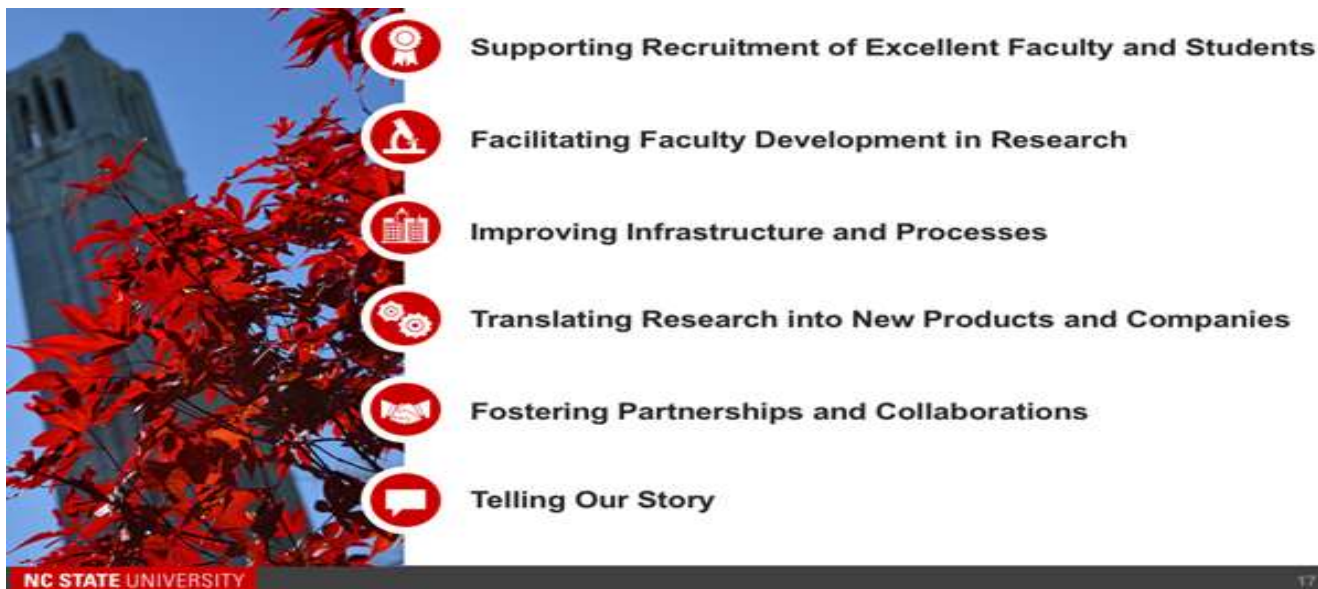 Supporting Recruitment of Excellent Faculty and Students
Facilitating Faculty Development in Research
Improving Infrastructure and Processes
Translating Research into New Products and Companies
Fostering Partnerships and Collaborations
Telling Our Story
NC STATE UNIVERSITY
17